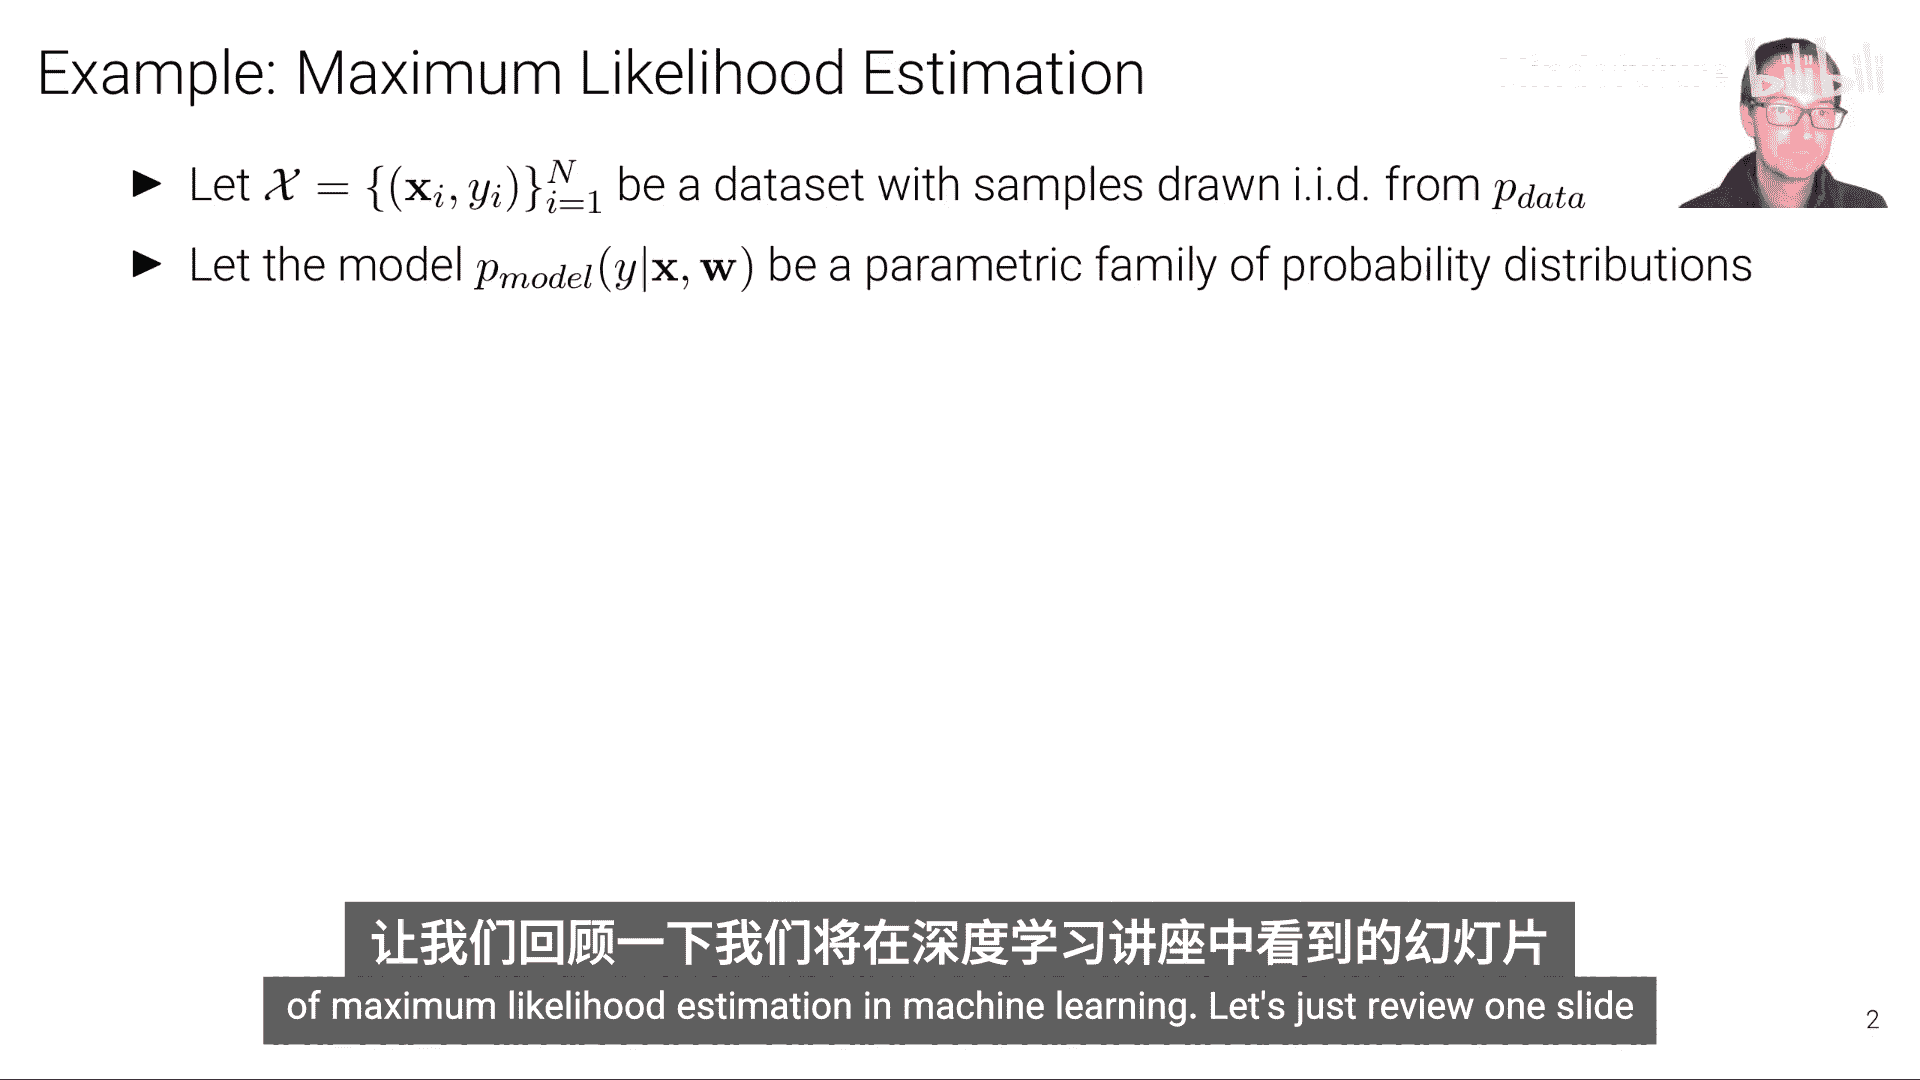 Example: Maximum Likelihood Estimation
bilibili
▶ Let 𝒳 = {(𝐱ᵢ, yᵢ)}ᵢ₌₁ᴺ be a dataset with samples drawn i.i.d. from p_data
▶ Let the model p_model(y|𝐱, 𝐰) be a parametric family of probability distributions
让我们回顾一下我们将在深度学习讲座中看到的幻灯片
of maximum likelihood estimation in machine learning. Let's just review one slide
2